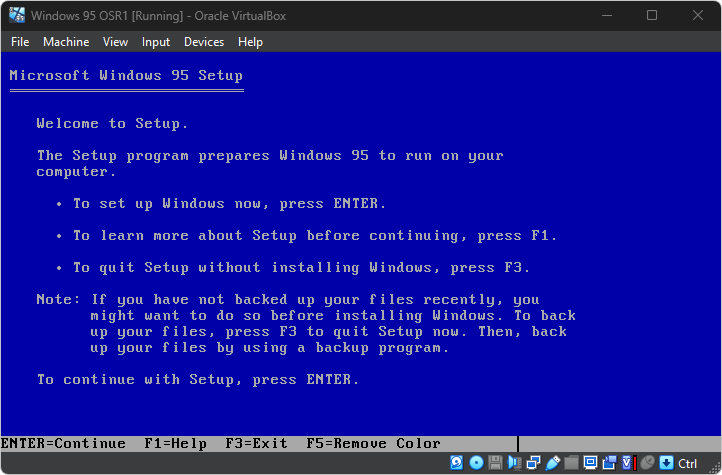 Windows 95 OSR1 [Running] - Oracle VirtualBox
File Machine View Input Devices Help
Microsoft Windows 95 Setup
Welcome to Setup.
The Setup program prepares Windows 95 to run on your
computer.
• To set up Windows now, press ENTER.
• To learn more about Setup before continuing, press F1.
• To quit Setup without installing Windows, press F3.
Note: If you have not backed up your files recently, you
might want to do so before installing Windows. To back
up your files, press F3 to quit Setup now. Then, back
up your files by using a backup program.
To continue with Setup, press ENTER.
ENTER=Continue F1=Help F3=Exit F5=Remove Color
Ctrl